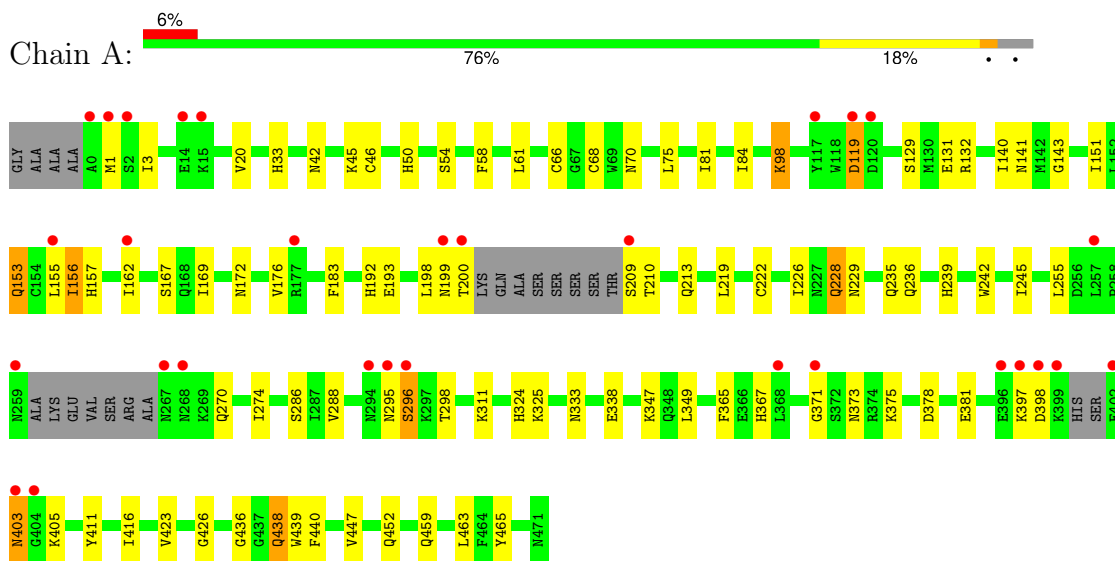 6%
Chain A:
76% 18% • •
GLY ALA ALA ALA A0 M1 S2 I3 E14 K15 V20 H33 N42 K45 C46 H50 S54 F58 L61 C66 G67 C68 W69 N70 L75 I81 I84 K98 Y117 W118 D119 D120 S129 M130 E131 R132 I140 N141 M142 G143 I151 L152
Q153 C154 L155 I156 H157 I162 S167 Q168 I169 N172 V176 R177 F183 H192 E193 L198 N199 T200 LYS GLN ALA SER SER SER SER THR S209 T210 Q213 L219 C222 I226 N227 Q228 N229 Q235 Q236 H239 W242 I245 L255 D256 L257 P258
N259 ALA LYS GLU VAL SER ARG ALA N267 N268 K269 Q270 I274 S286 I287 V288 N294 N295 S296 K297 T298 K311 H324 K325 N333 E338 K347 Q348 L349 F365 E366 H367 L368 G371 S372 N373 R374 K375 D378 E381 E396 K397 D398 K399 HIS SER
N403 G404 K405 Y411 I416 V423 G426 G436 G437 Q438 W439 F440 V447 Q452 Q459 L463 F464 Y465 N471